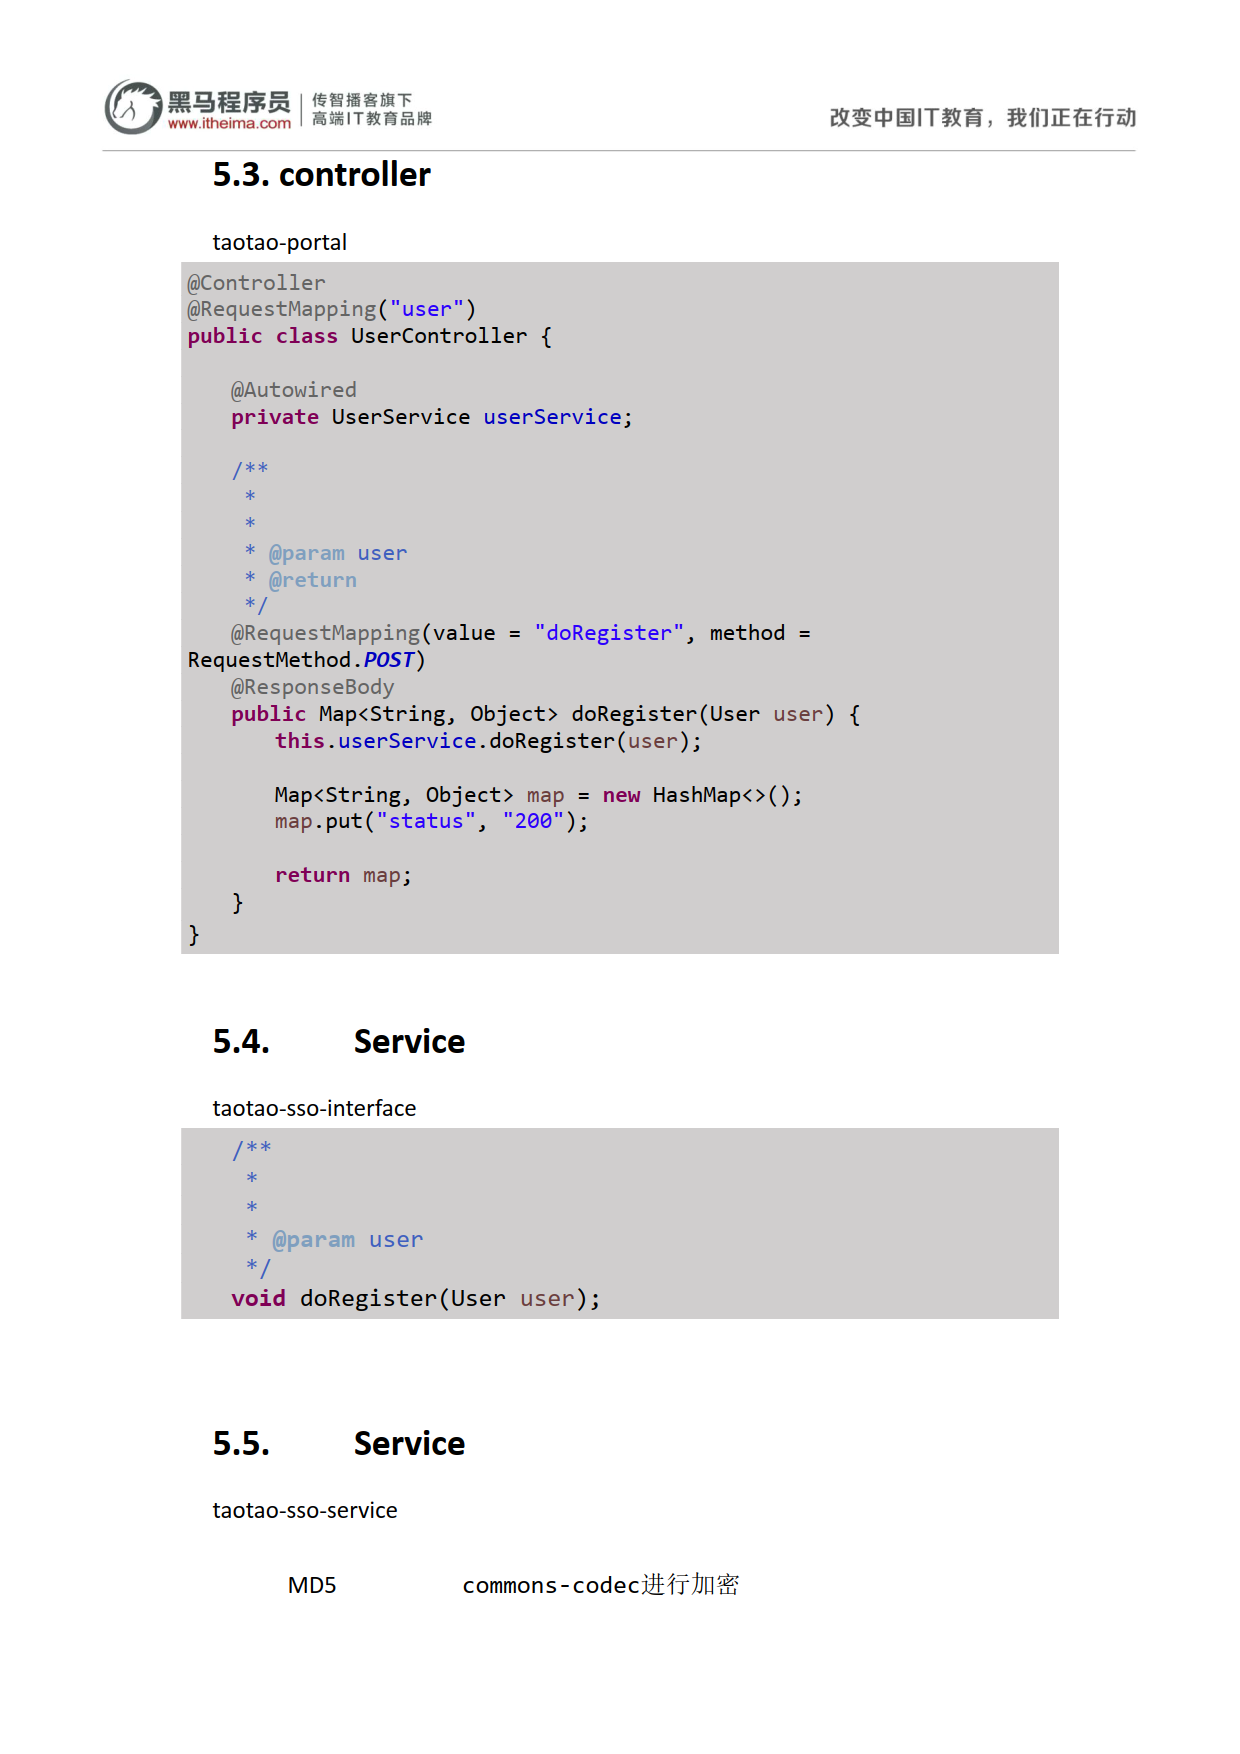 黑马程序员
www.itheima.com
传智播客旗下
高端IT教育品牌
改变中国IT教育，我们正在行动
5.3. controller
taotao-portal
@Controller
@RequestMapping("user")
public class UserController {
@Autowired
private UserService userService;
/**
*
*
* @param user
* @return
*/
@RequestMapping(value = "doRegister", method =
RequestMethod.POST)
@ResponseBody
public Map<String, Object> doRegister(User user) {
this.userService.doRegister(user);
Map<String, Object> map = new HashMap<>();
map.put("status", "200");
return map;
}
}
5.4. Service
taotao-sso-interface
/**
*
*
* @param user
*/
void doRegister(User user);
5.5. Service
taotao-sso-service
MD5 commons-codec进行加密